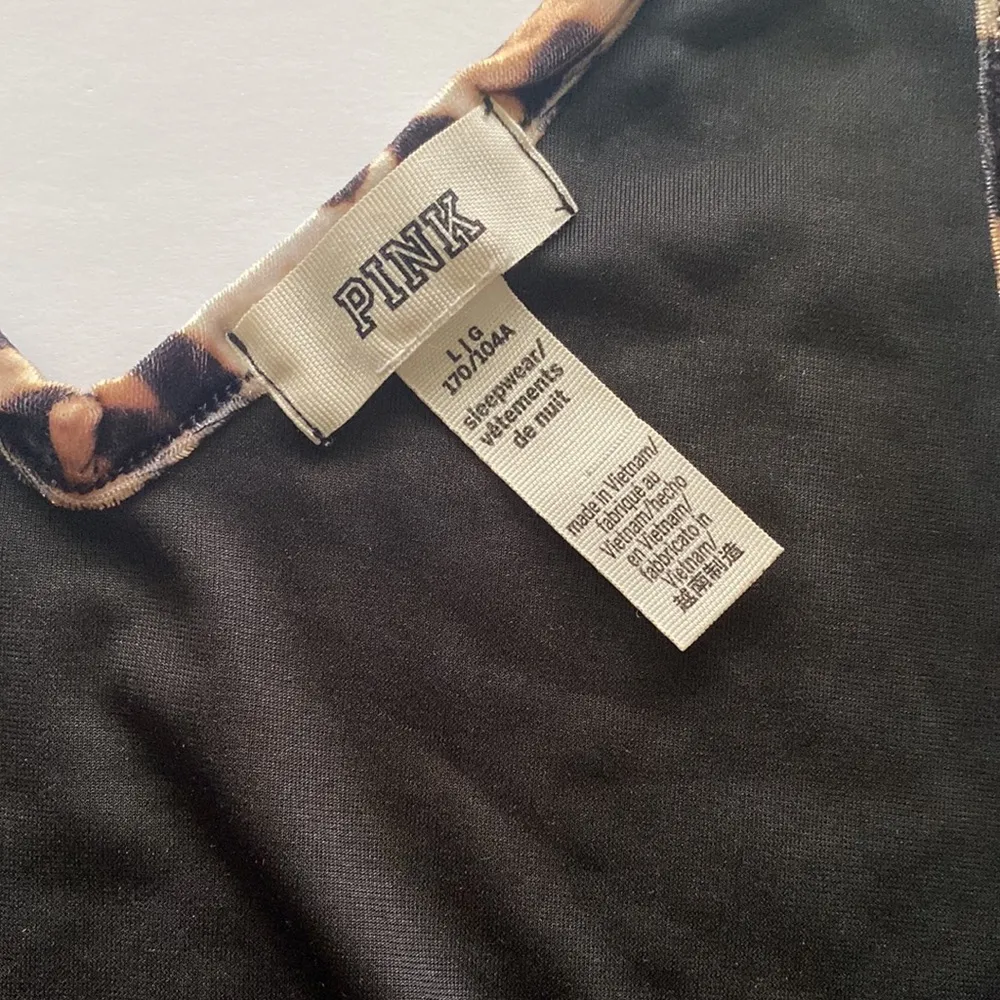 PINK
L | G
170/104A
sleepwear/
vêtements
de nuit
made in Vietnam/
fabriqué au
Vietnam/hecho
en Vietnam/
fabbricato in
Vietnam/
越南制造